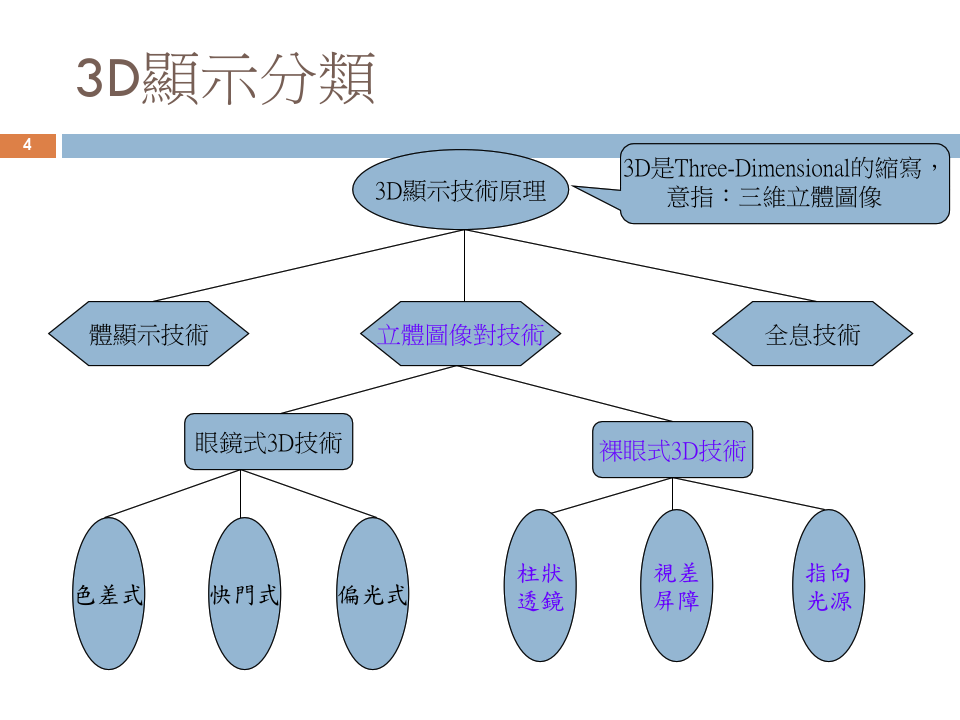 3D顯示分類
4
3D顯示技術原理
3D是Three-Dimensional的縮寫，
意指：三維立體圖像
體顯示技術
立體圖像對技術
全息技術
眼鏡式3D技術
裸眼式3D技術
色差式
快門式
偏光式
柱狀
透鏡
視差
屏障
指向
光源